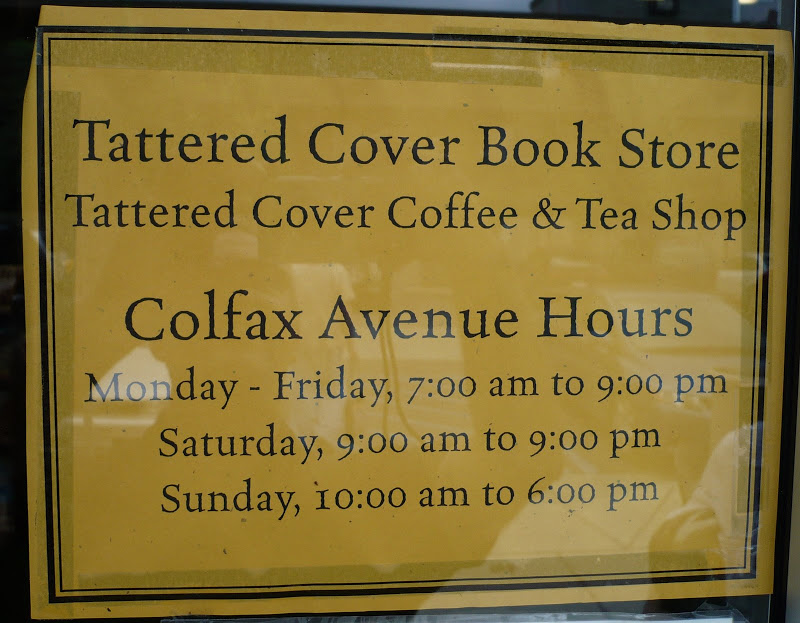 Tattered Cover Book Store
Tattered Cover Coffee & Tea Shop
Colfax Avenue Hours
Monday - Friday, 7:00 am to 9:00 pm
Saturday, 9:00 am to 9:00 pm
Sunday, 10:00 am to 6:00 pm